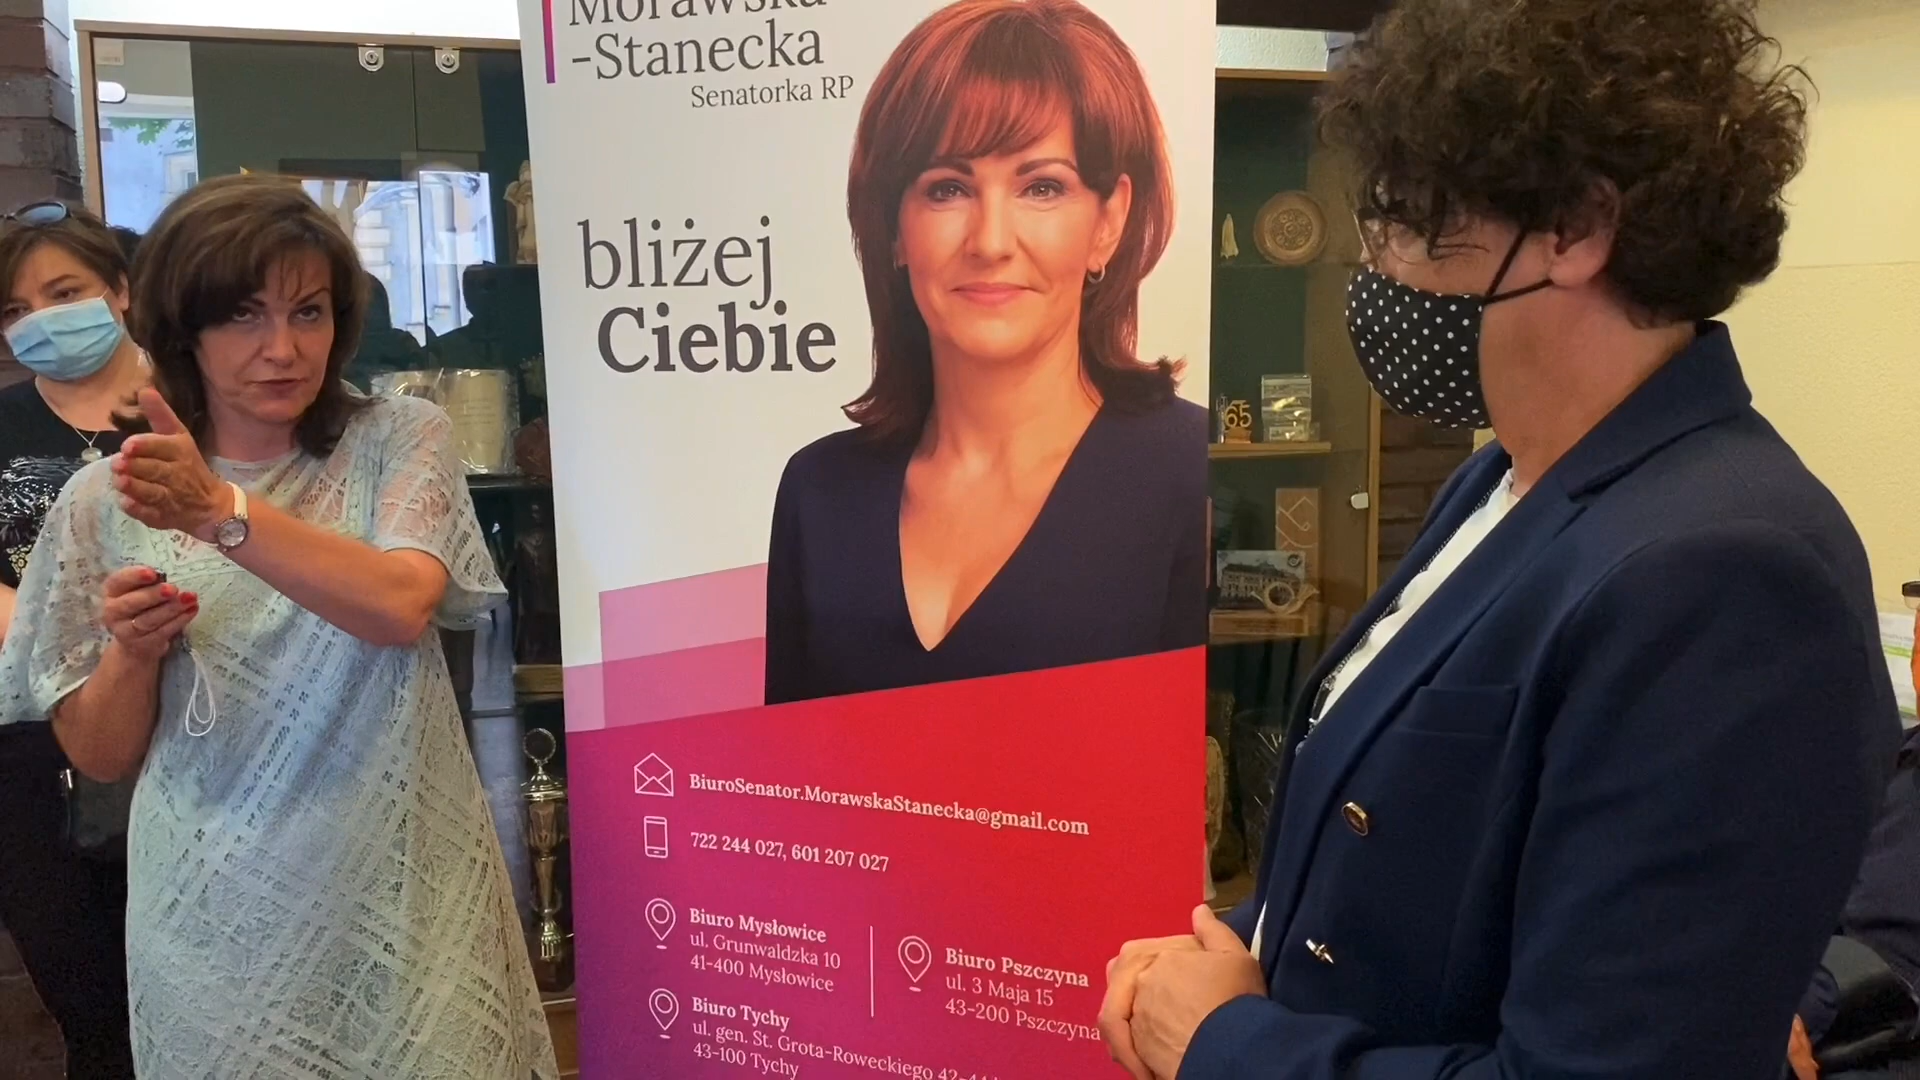 Morawska
-Stanecka
Senatorka RP
bliżej
Ciebie
BiuroSenator.MorawskaStanecka@gmail.com
722 244 027, 601 207 027
Biuro Mysłowice
ul. Grunwaldzka 10
41-400 Mysłowice
Biuro Pszczyna
ul. 3 Maja 15
43-200 Pszczyna
Biuro Tychy
ul. gen. St. Grota-Roweckiego
43-100 Tychy
65